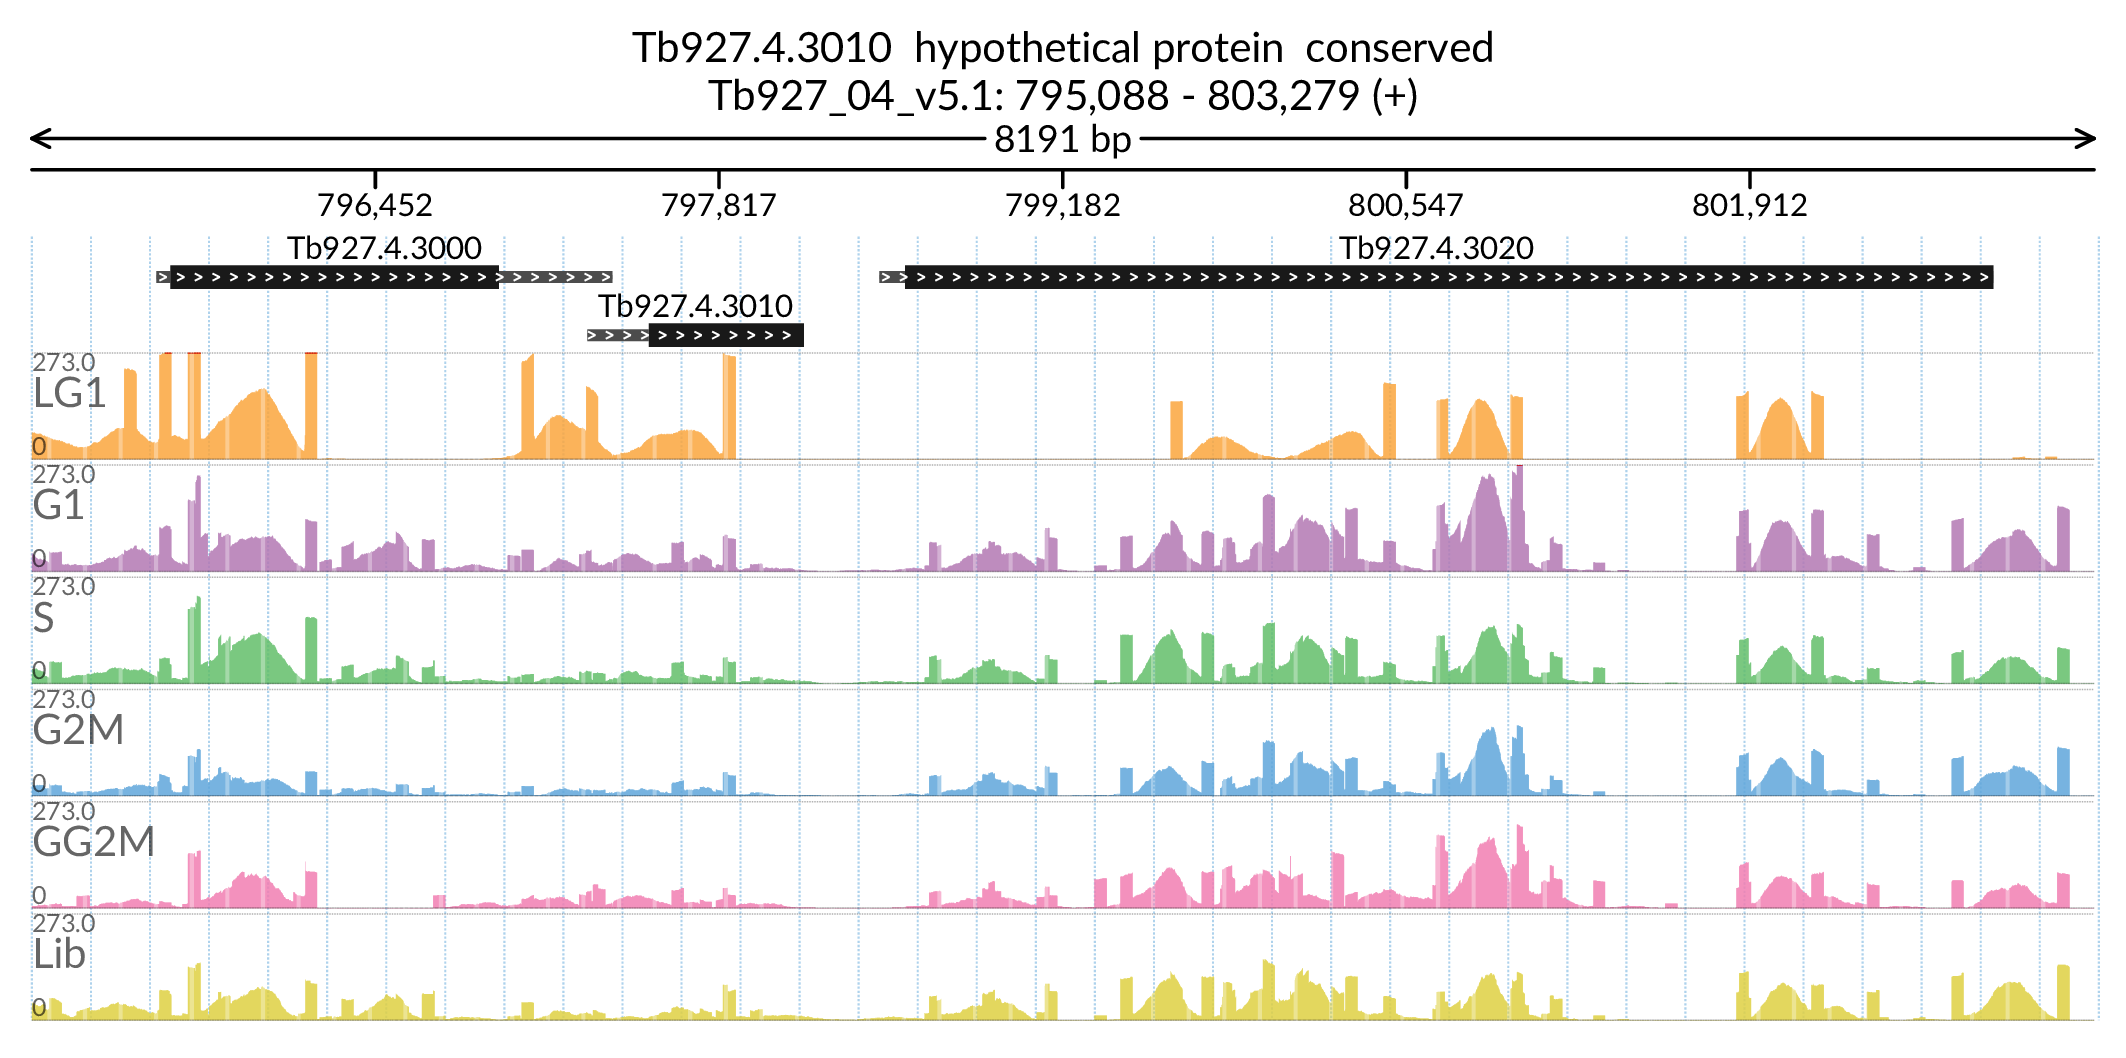 Tb927.4.3010 hypothetical protein conserved
Tb927_04_v5.1: 795,088 - 803,279 (+)
8191 bp
796,452 797,817 799,182 800,547 801,912
Tb927.4.3000 Tb927.4.3020
Tb927.4.3010
273.0
LG1
0
273.0
G1
0
273.0
S
0
273.0
G2M
0
273.0
GG2M
0
273.0
Lib
0